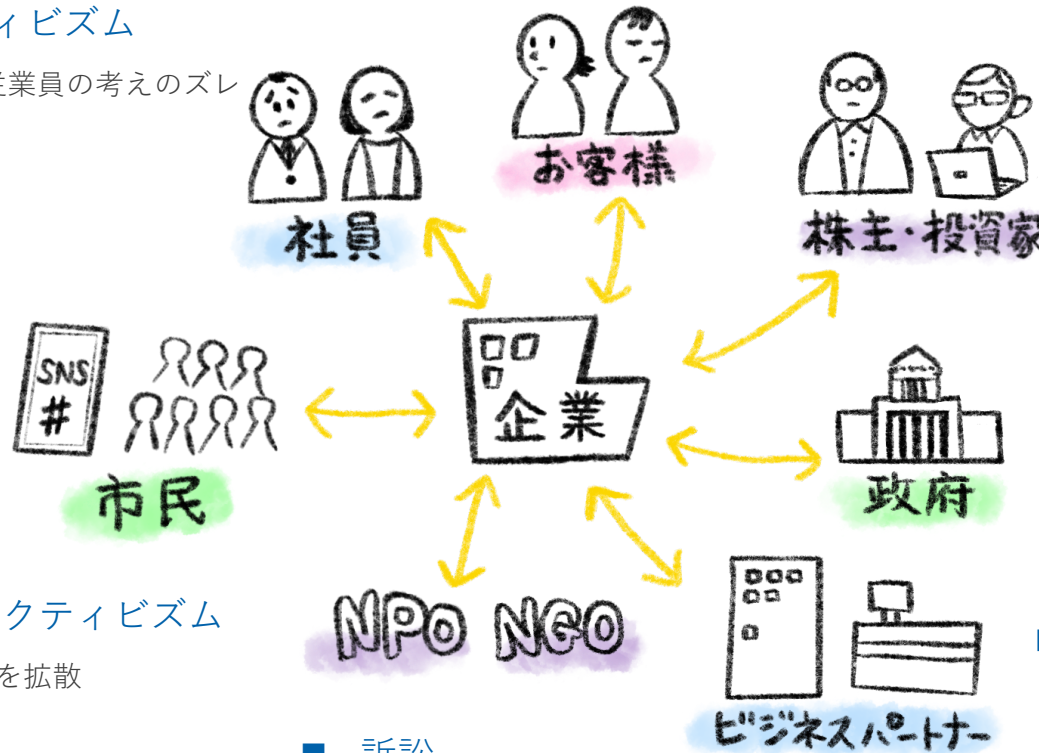 ィビズム
従業員の考えのズレ
お客様
社員
株主・投資家
SNS
#
企業
市民
政府
クティビズム
を拡散
NPO NGO
ビジネスパートナー
訴訟